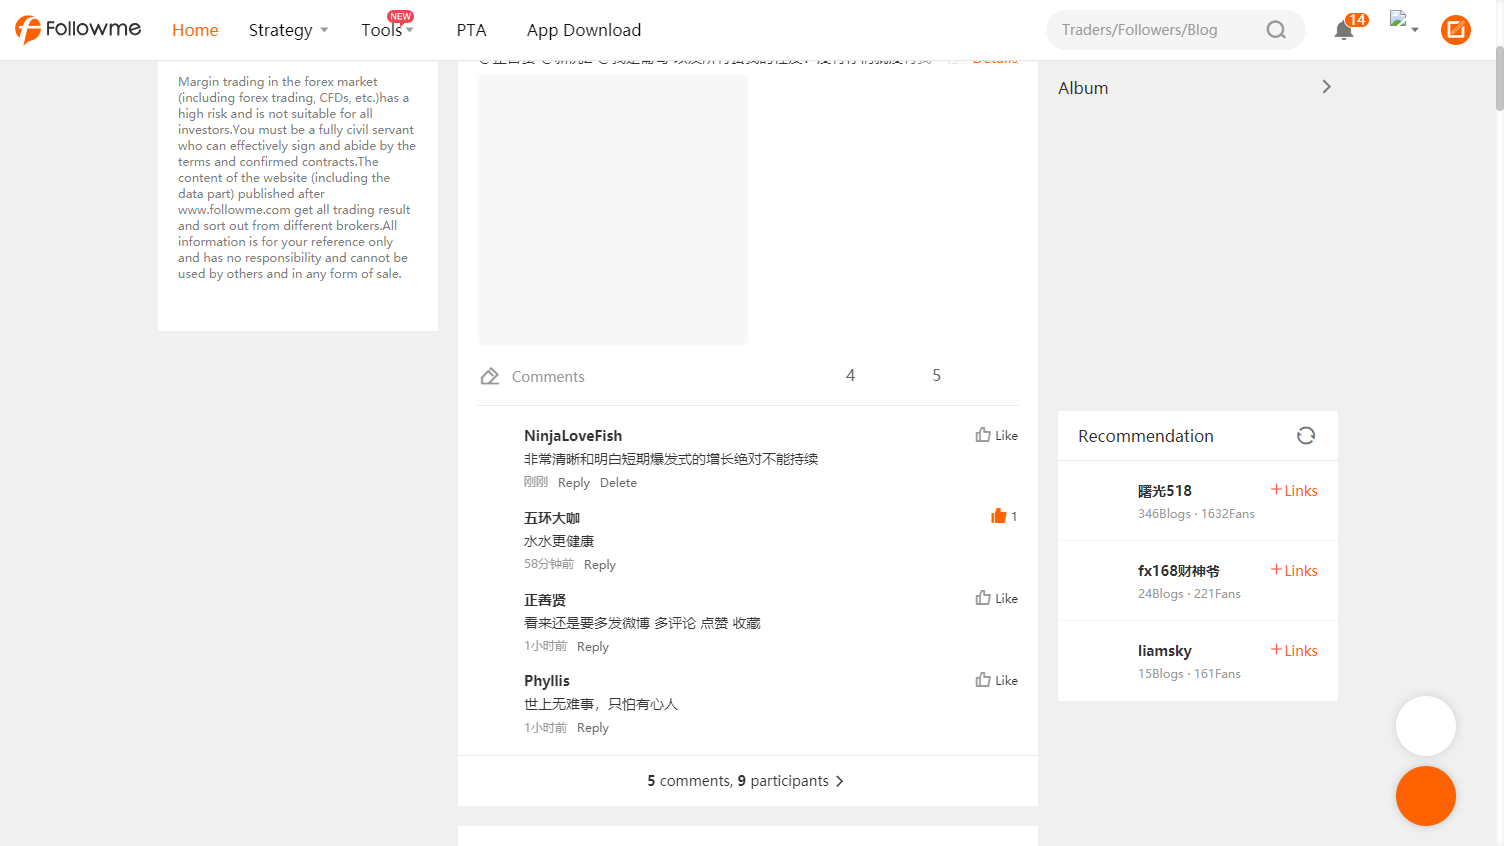 Followme
Home
Strategy
Tools
NEW
PTA
App Download
Traders/Followers/Blog
14
Margin trading in the forex market
(including forex trading, CFDs, etc.)has a
high risk and is not suitable for all
investors.You must be a fully civil servant
who can effectively sign and abide by the
terms and confirmed contracts.The
content of the website (including the
data part) published after
www.followme.com get all trading result
and sort out from different brokers.All
information is for your reference only
and has no responsibility and cannot be
used by others and in any form of sale.
Details
Comments
4
5
NinjaLoveFish
Like
非常清晰和明白短期爆发式的增长绝对不能持续
刚刚 Reply Delete
五环大咖
1
水水更健康
58分钟前 Reply
正善贤
Like
看来还是要多发微博 多评论 点赞 收藏
1小时前 Reply
Phyllis
Like
世上无难事，只怕有心人
1小时前 Reply
5 comments, 9 participants
Album
Recommendation
曙光518
+Links
346Blogs · 1632Fans
fx168财神爷
+Links
24Blogs · 221Fans
liamsky
+Links
15Blogs · 161Fans